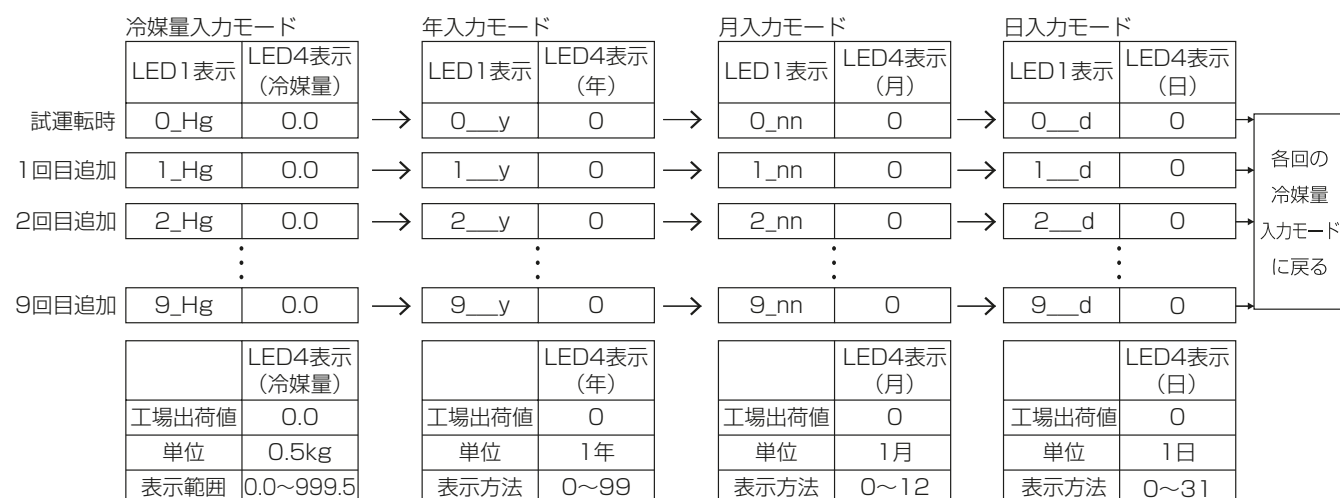 冷媒量入力モード 年入力モード 月入力モード 日入力モード
LED1表示 LED4表示（冷媒量） LED1表示 LED4表示（年） LED1表示 LED4表示（月） LED1表示 LED4表示（日）
試運転時 0_Hg 0.0 → 0__y 0 → 0_nn 0 → 0__d 0
1回目追加 1_Hg 0.0 → 1__y 0 → 1_nn 0 → 1__d 0
2回目追加 2_Hg 0.0 → 2__y 0 → 2_nn 0 → 2__d 0
9回目追加 9_Hg 0.0 → 9__y 0 → 9_nn 0 → 9__d 0
各回の
冷媒量
入力モード
に戻る
LED4表示（冷媒量） LED4表示（年） LED4表示（月） LED4表示（日）
工場出荷値 0.0 工場出荷値 0 工場出荷値 0 工場出荷値 0
単位 0.5kg 単位 1年 単位 1月 単位 1日
表示範囲 0.0～999.5 表示方法 0～99 表示方法 0～12 表示方法 0～31